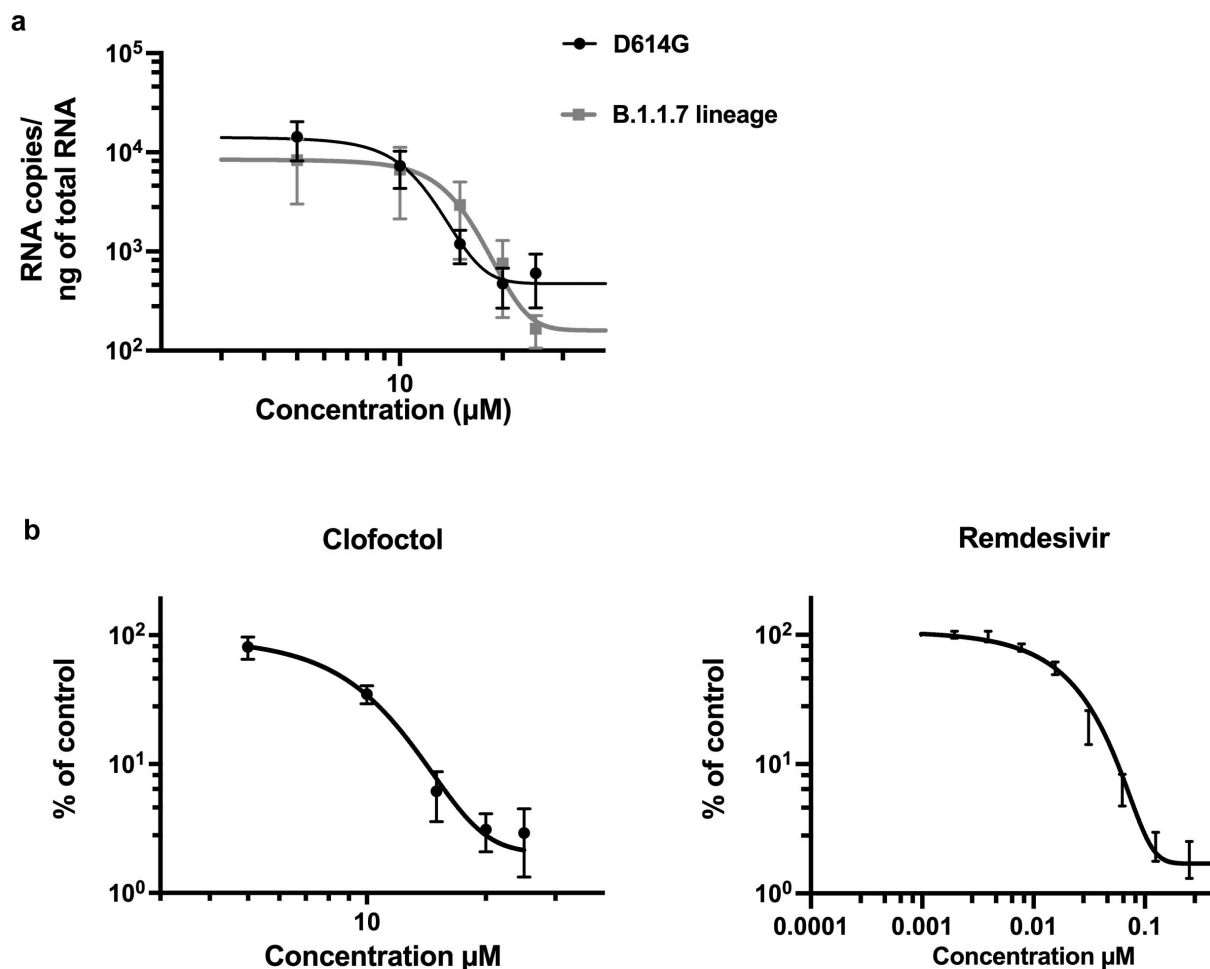 a
D614G
B.1.1.7 lineage
RNA copies/
ng of total RNA
10⁵
10⁴
10³
10²
10
Concentration (µM)
b
Clofoctol
% of control
10²
10¹
10⁰
10
Concentration µM
Remdesivir
% of control
10²
10¹
10⁰
0.0001
0.001
0.01
0.1
Concentration µM